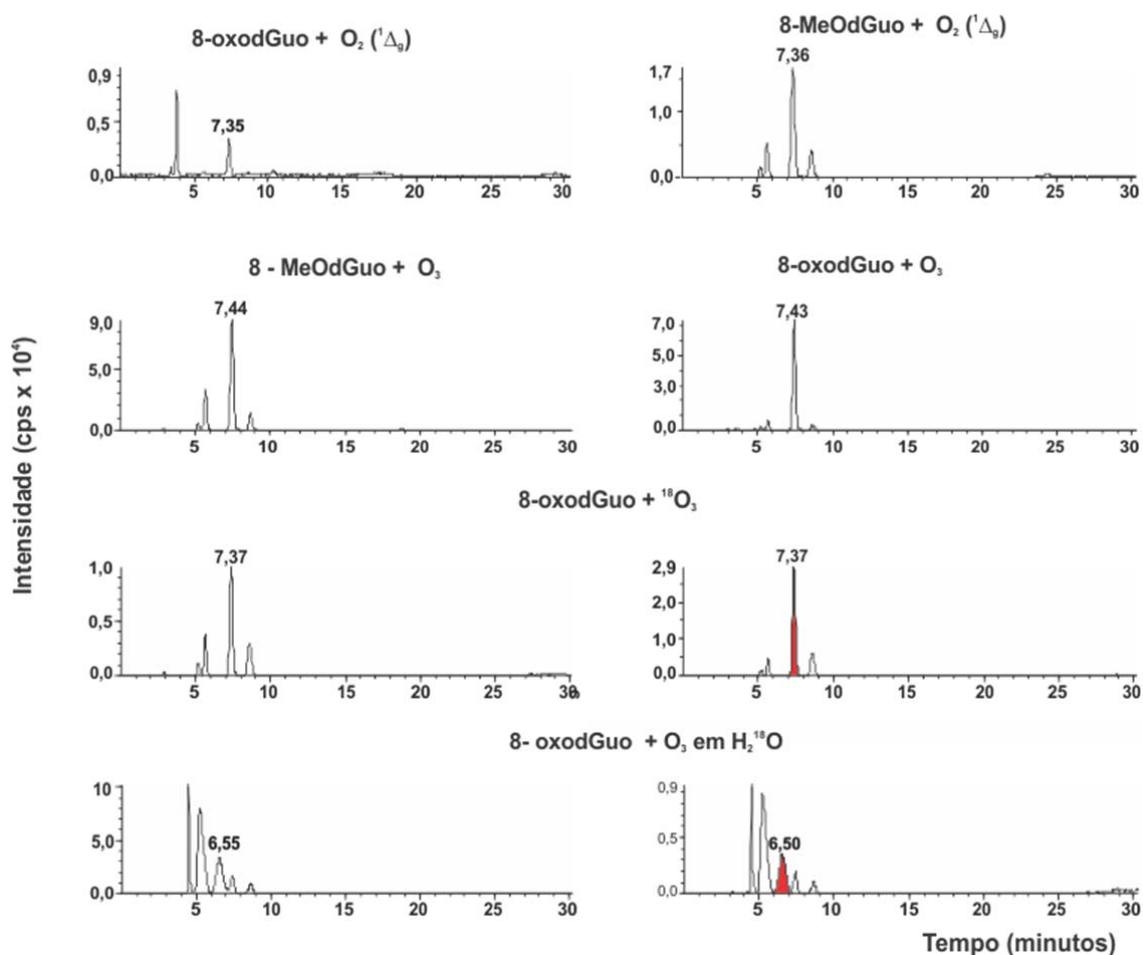 8-oxodGuo + O₂ (¹Δg)
8-MeOdGuo + O₂ (¹Δg)
0,9
0,5
0,0
7,35
5 10 15 20 25 30
1,7
1,0
0,0
7,36
5 10 15 20 25 30
8 - MeOdGuo + O₃
8-oxodGuo + O₃
9,0
5,0
0,0
7,44
5 10 15 20 25 30
7,0
5,0
3,0
0,0
7,43
5 10 15 20 25 30
Intensidade (cps x 10⁴)
8-oxodGuo + ¹⁸O₃
1,0
0,5
0,0
7,37
5 10 15 20 25 30
2,9
2,0
1,0
0,0
7,37
5 10 15 20 25 30
8- oxodGuo + O₃ em H₂¹⁸O
10
5,0
0,0
6,55
5 10 15 20 25 30
0,9
0,5
0,0
6,50
5 10 15 20 25 30
Tempo (minutos)